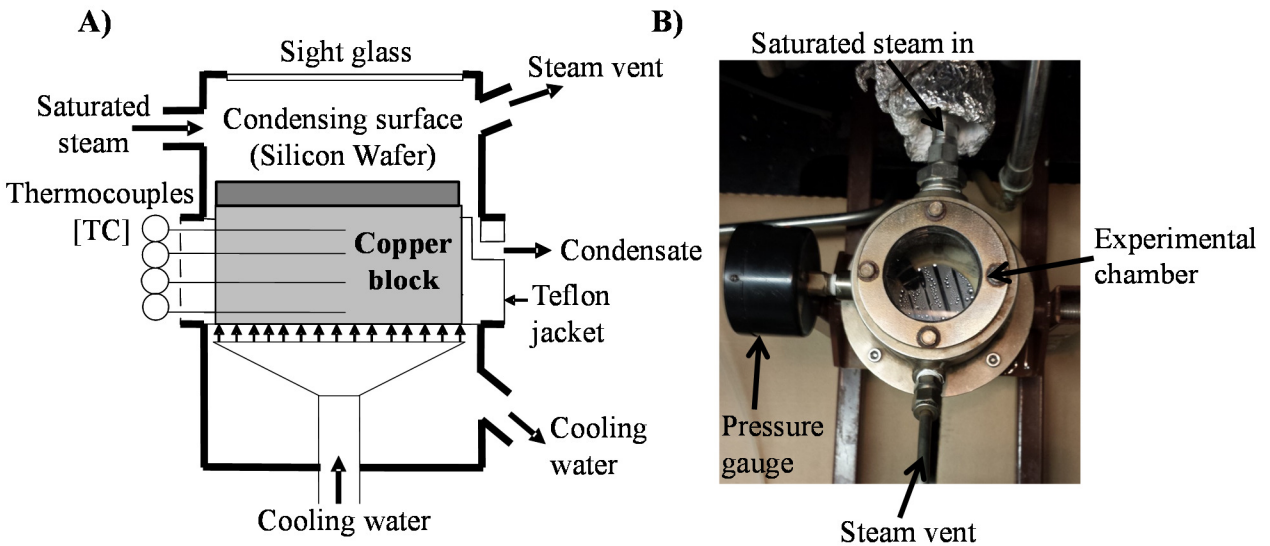 A)
Sight glass
Steam vent
Saturated
steam
Condensing surface
(Silicon Wafer)
Thermocouples
[TC]
Copper
block
Condensate
Teflon
jacket
Cooling
water
Cooling water
B)
Saturated steam in
Experimental
chamber
Pressure
gauge
Steam vent